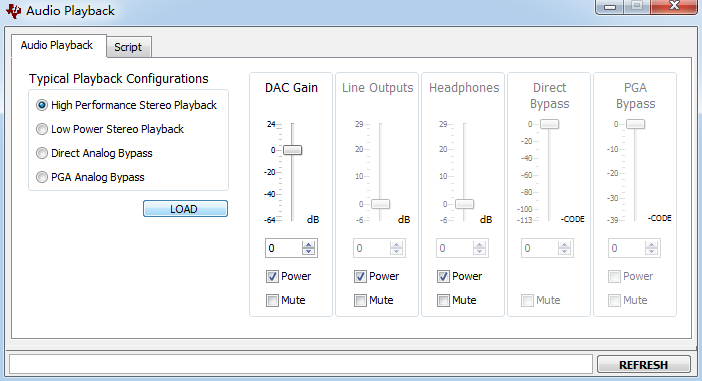 Audio Playback
Audio Playback
Script
Typical Playback Configurations
High Performance Stereo Playback
Low Power Stereo Playback
Direct Analog Bypass
PGA Analog Bypass
LOAD
DAC Gain
24
0
-20
-40
-64
dB
0
Power
Mute
Line Outputs
29
20
10
0
-6
dB
0
Power
Mute
Headphones
29
20
10
0
-6
dB
0
Power
Mute
Direct
Bypass
0
-20
-40
-60
-80
-100
-113
-CODE
0
Mute
PGA
Bypass
0
-10
-20
-30
-39
-CODE
0
Power
Mute
REFRESH